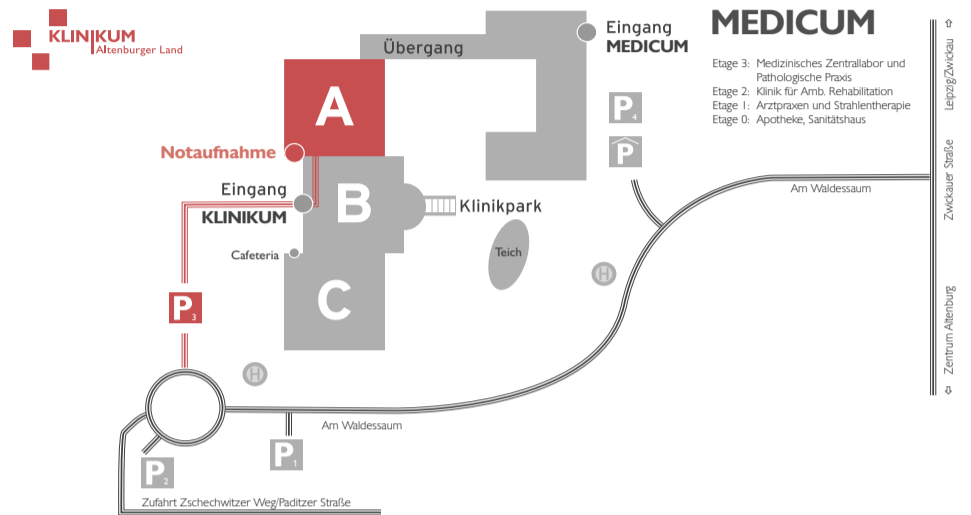 KLINIKUM
Altenburger Land
Übergang
Eingang
MEDICUM
MEDICUM
Etage 3: Medizinisches Zentrallabor und
Pathologische Praxis
Etage 2: Klinik für Amb. Rehabilitation
Etage 1: Arztpraxen und Strahlentherapie
Etage 0: Apotheke, Sanitätshaus
Leipzig/Zwickau
Zwickauer Straße
Zentrum Altenburg
A
P4
P
Notaufnahme
Eingang
KLINIKUM
B
Klinikpark
Am Waldessaum
Cafeteria
Teich
H
C
P3
H
Am Waldessaum
P1
P2
Zufahrt Zschechwitzer Weg/Paditzer Straße